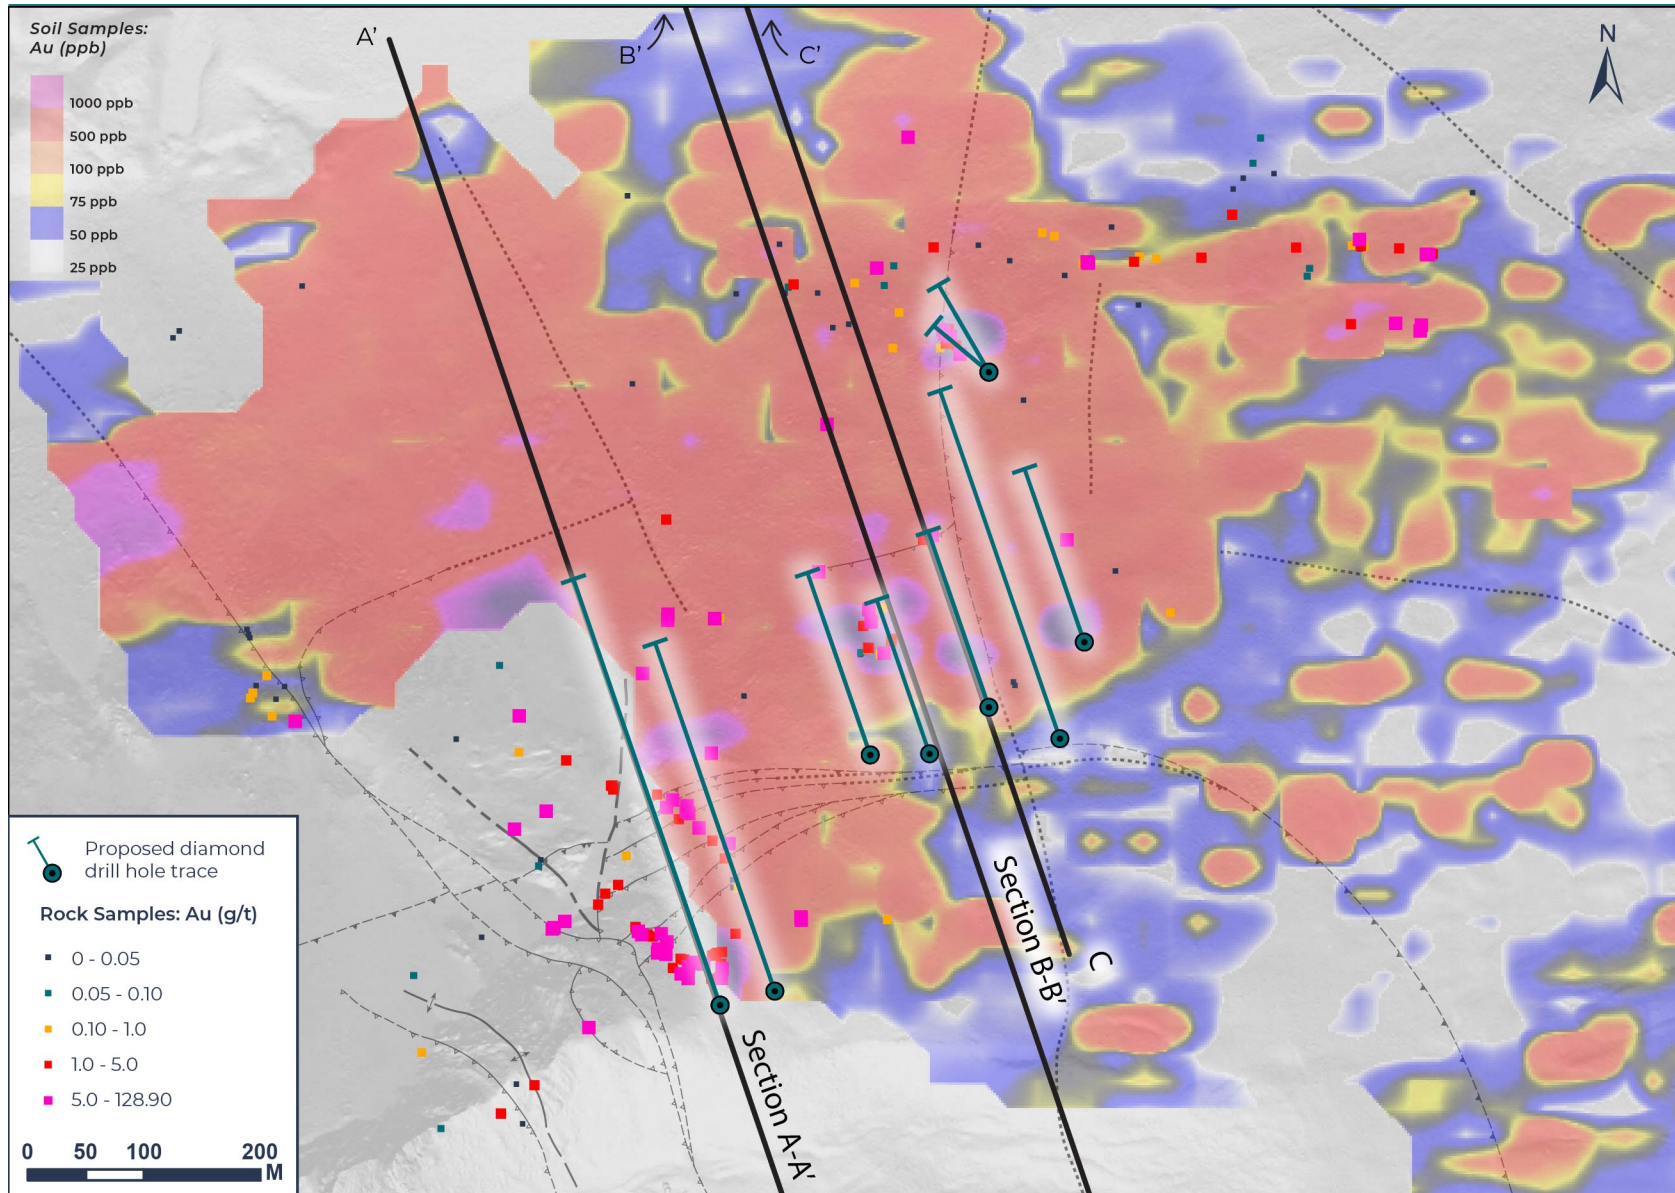 Soil Samples:
Au (ppb)
1000 ppb
500 ppb
100 ppb
75 ppb
50 ppb
25 ppb
A'
B'
C'
N
Proposed diamond
drill hole trace
Rock Samples: Au (g/t)
0 - 0.05
0.05 - 0.10
0.10 - 1.0
1.0 - 5.0
5.0 - 128.90
0 50 100 200
M
Section A-A'
Section B-B'
C